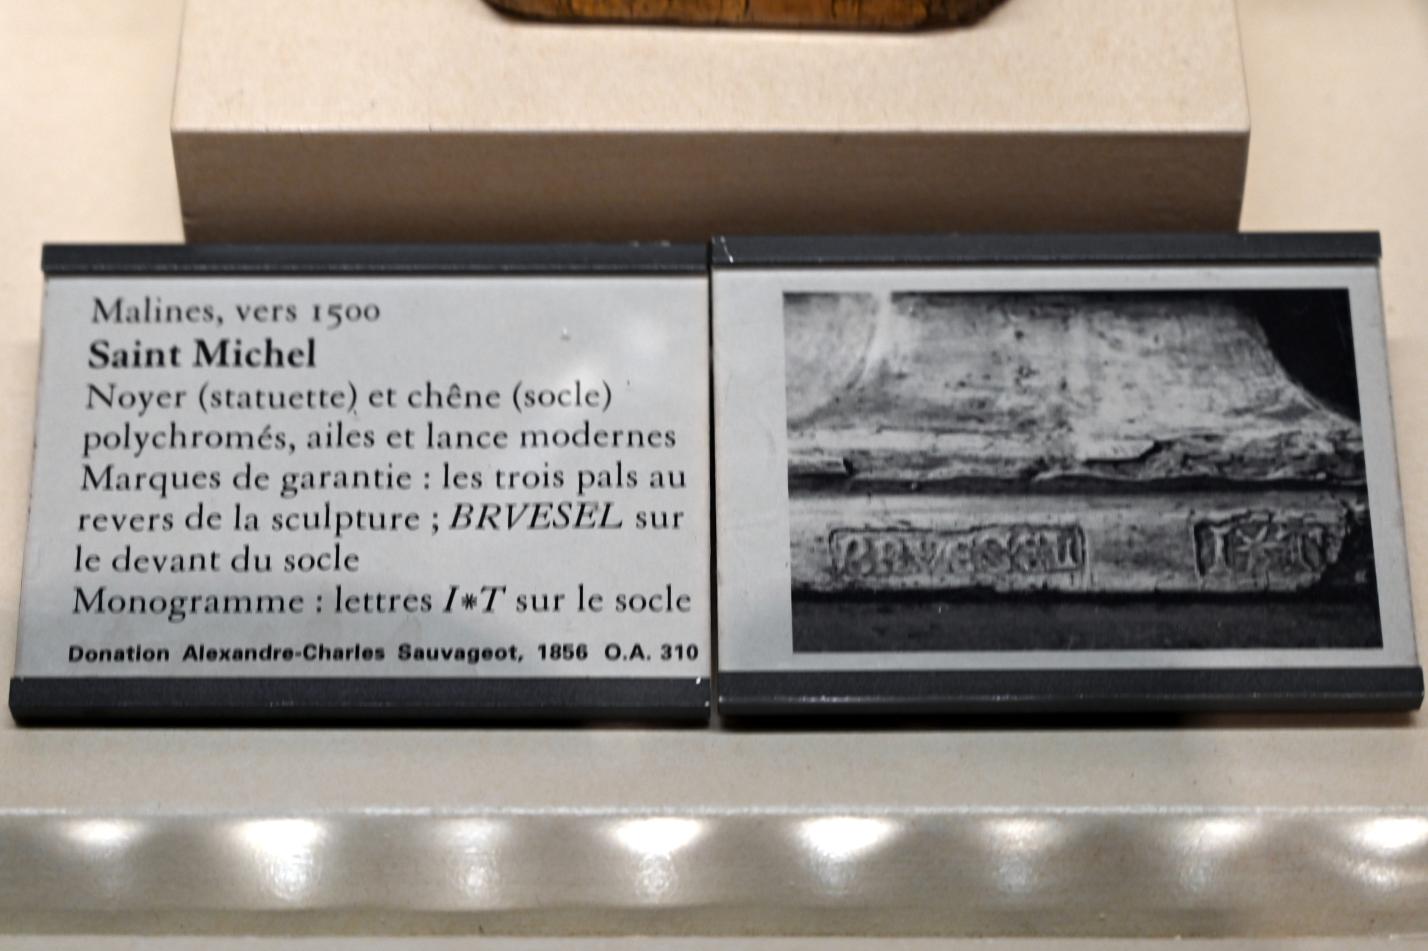 Malines, vers 1500
Saint Michel
Noyer (statuette) et chêne (socle)
polychromés, ailes et lance modernes
Marques de garantie : les trois pals au
revers de la sculpture ; BRVESEL sur
le devant du socle
Monogramme : lettres I*T sur le socle
Donation Alexandre-Charles Sauvageot, 1856 O.A. 310
BRVESEL I*T